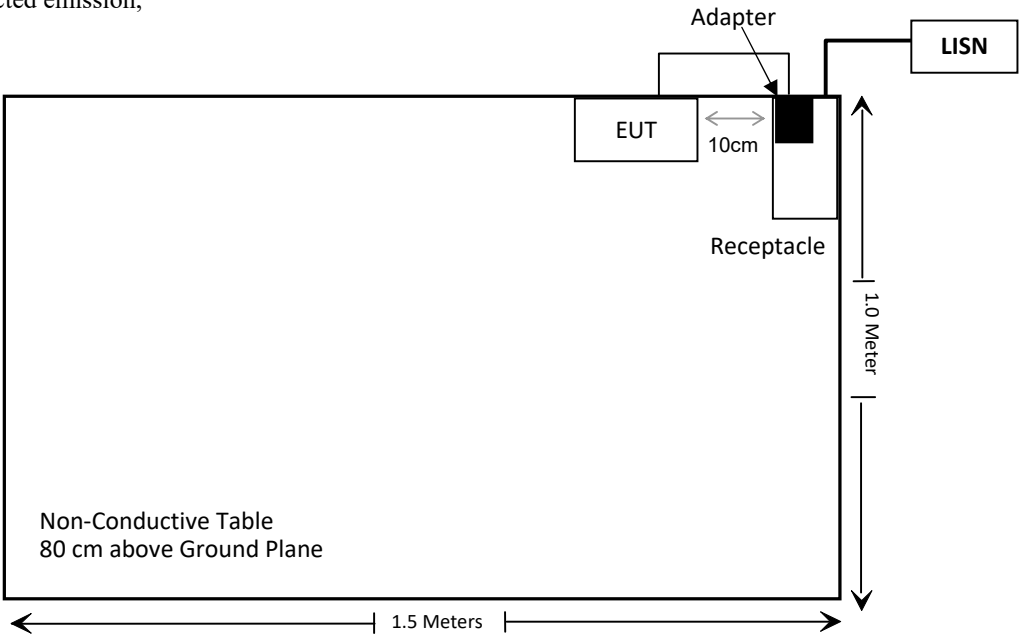 cted emission,
Adapter
LISN
EUT
10cm
Receptacle
1.0 Meter
Non-Conductive Table
80 cm above Ground Plane
1.5 Meters